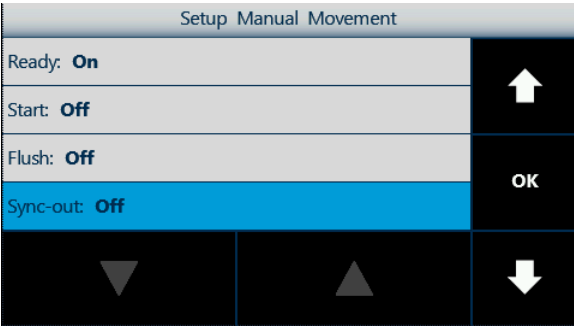 Setup Manual Movement
Ready: On
Start: Off
Flush: Off
OK
Sync-out: Off